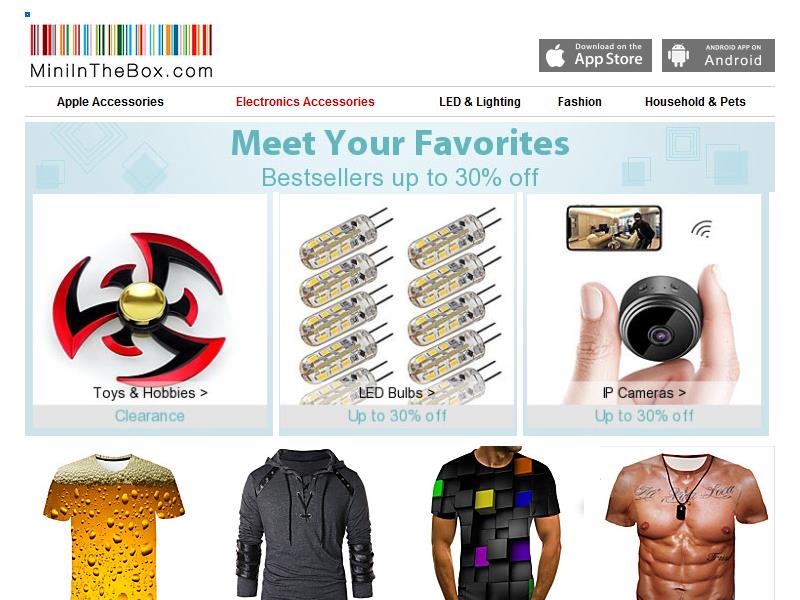 MiniInTheBox.com
Download on the
App Store
ANDROID APP ON
Android
Apple Accessories
Electronics Accessories
LED & Lighting
Fashion
Household & Pets
Meet Your Favorites
Bestsellers up to 30% off
Toys & Hobbies >
Clearance
LED Bulbs >
Up to 30% off
IP Cameras >
Up to 30% off